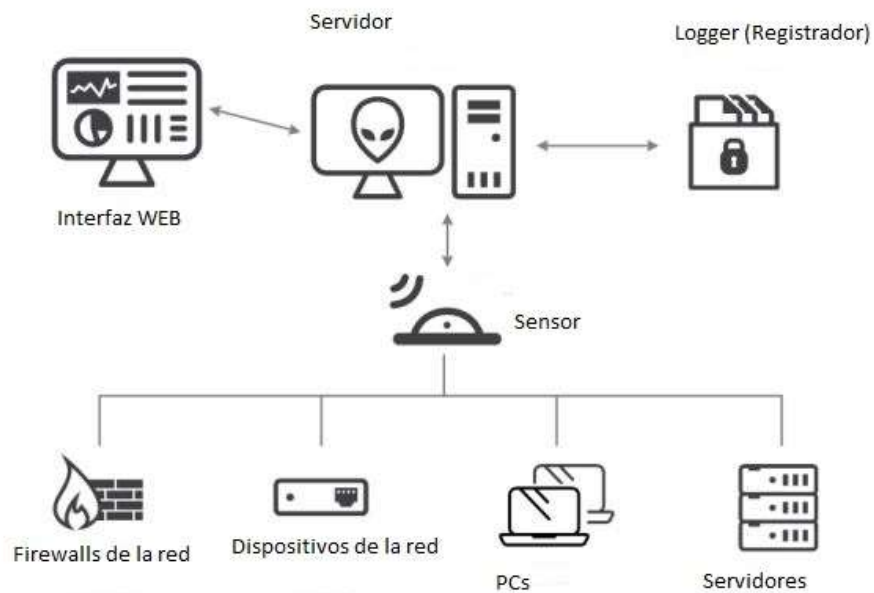 Servidor
Logger (Registrador)
Interfaz WEB
Sensor
Firewalls de la red
Dispositivos de la red
PCs
Servidores